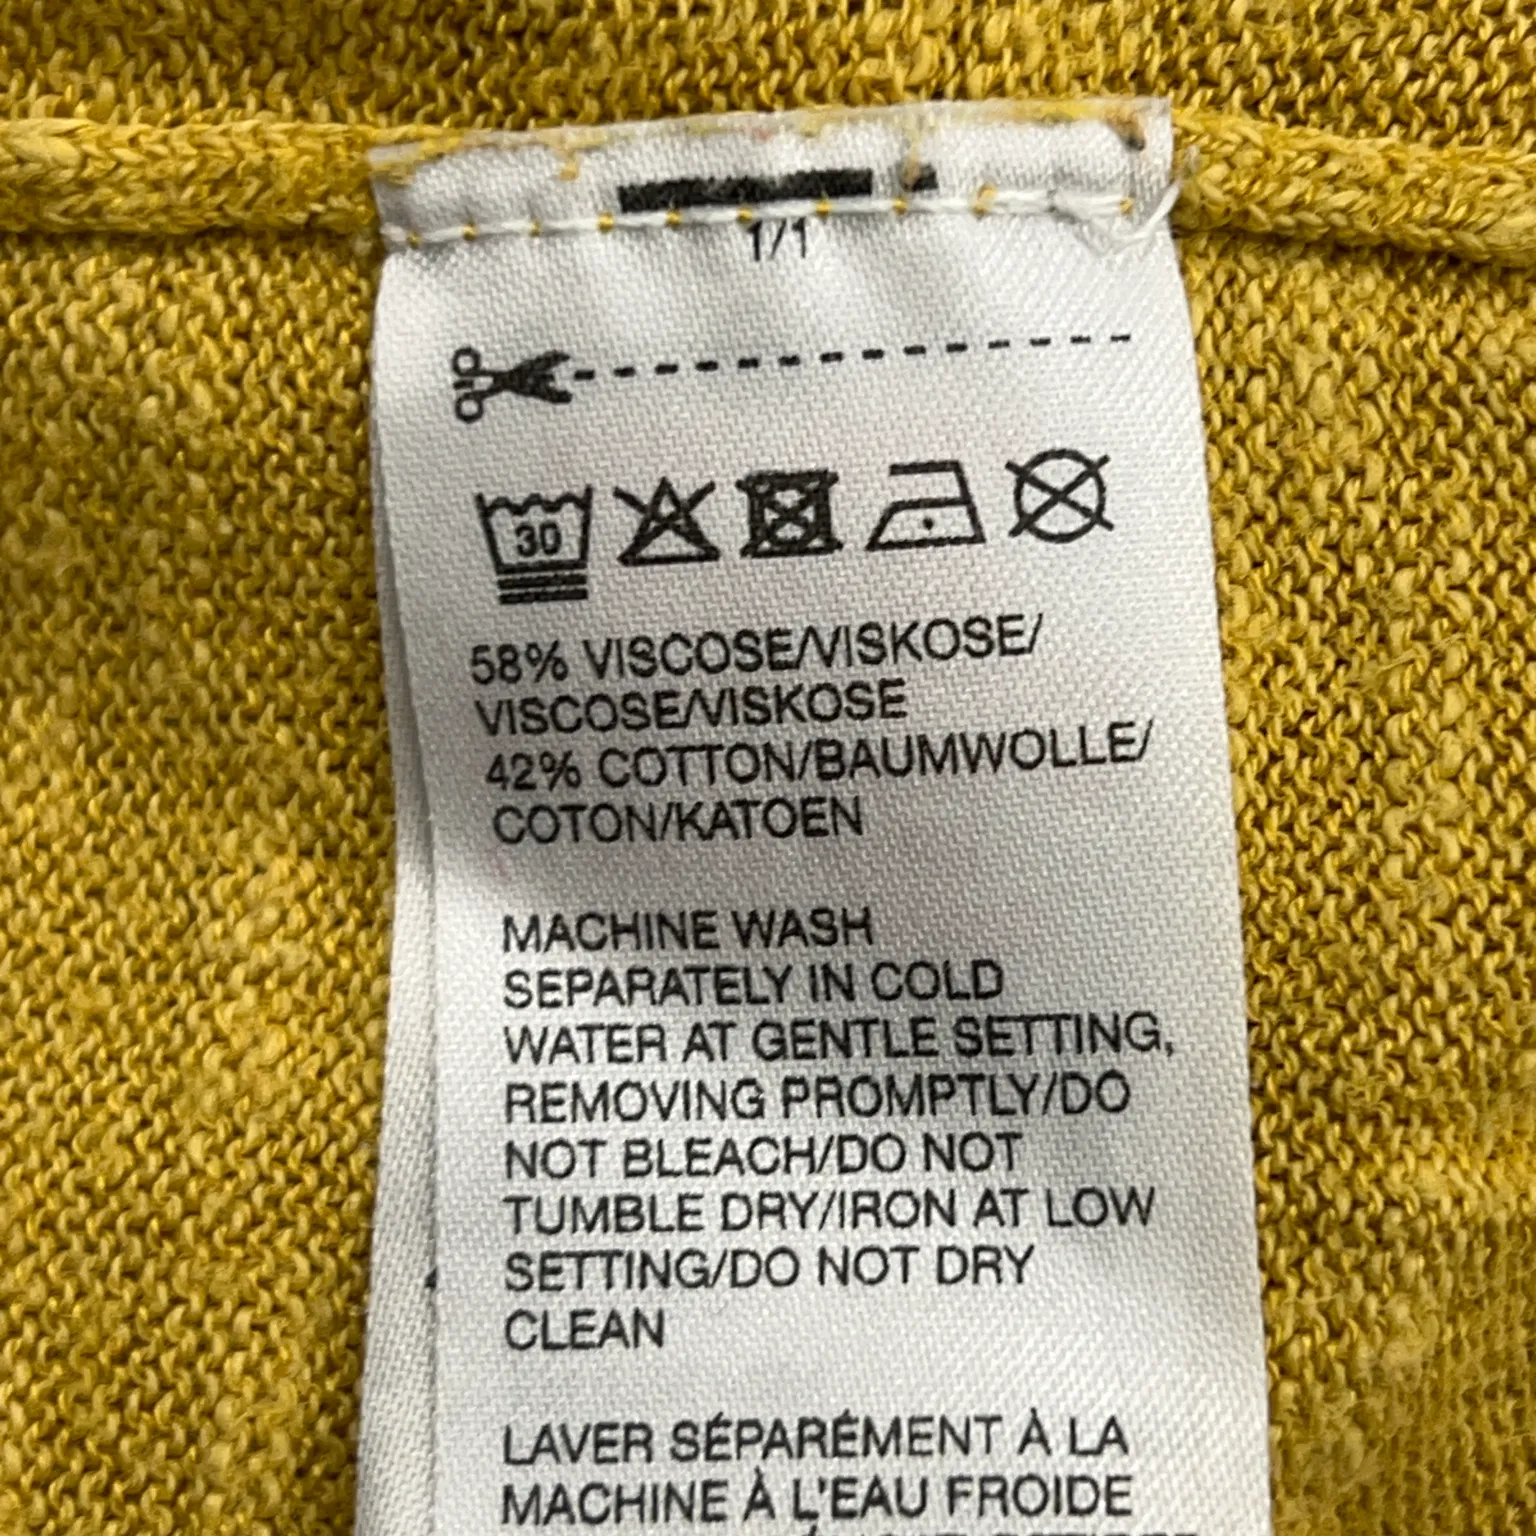 1/1
30
58% VISCOSE/VISKOSE/
VISCOSE/VISKOSE
42% COTTON/BAUMWOLLE/
COTON/KATOEN
MACHINE WASH
SEPARATELY IN COLD
WATER AT GENTLE SETTING,
REMOVING PROMPTLY/DO
NOT BLEACH/DO NOT
TUMBLE DRY/IRON AT LOW
SETTING/DO NOT DRY
CLEAN
LAVER SÉPARÉMENT À LA
MACHINE À L'EAU FROIDE